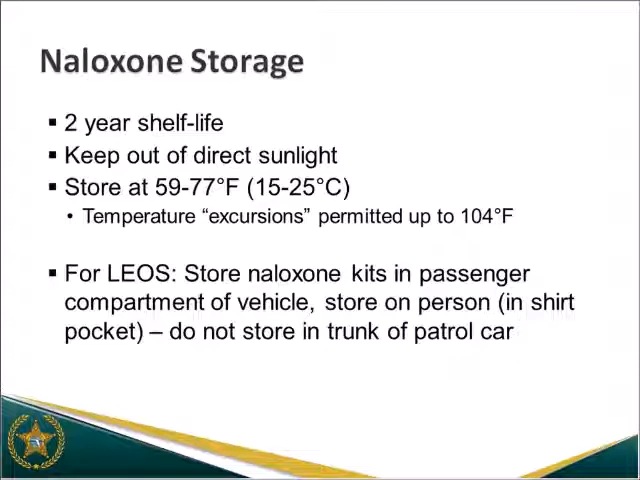 Naloxone Storage
▪ 2 year shelf-life
▪ Keep out of direct sunlight
▪ Store at 59-77°F (15-25°C)
• Temperature “excursions” permitted up to 104°F
▪ For LEOS: Store naloxone kits in passenger
compartment of vehicle, store on person (in shirt
pocket) – do not store in trunk of patrol car